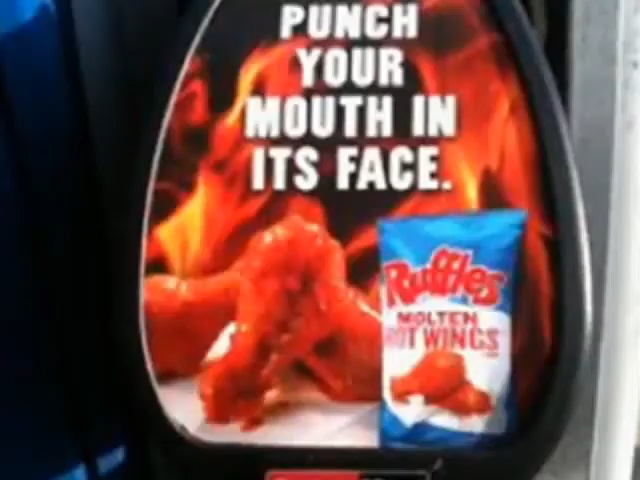 PUNCH
YOUR
MOUTH IN
ITS FACE.
Ruffles
MOLTEN
HOT WINGS